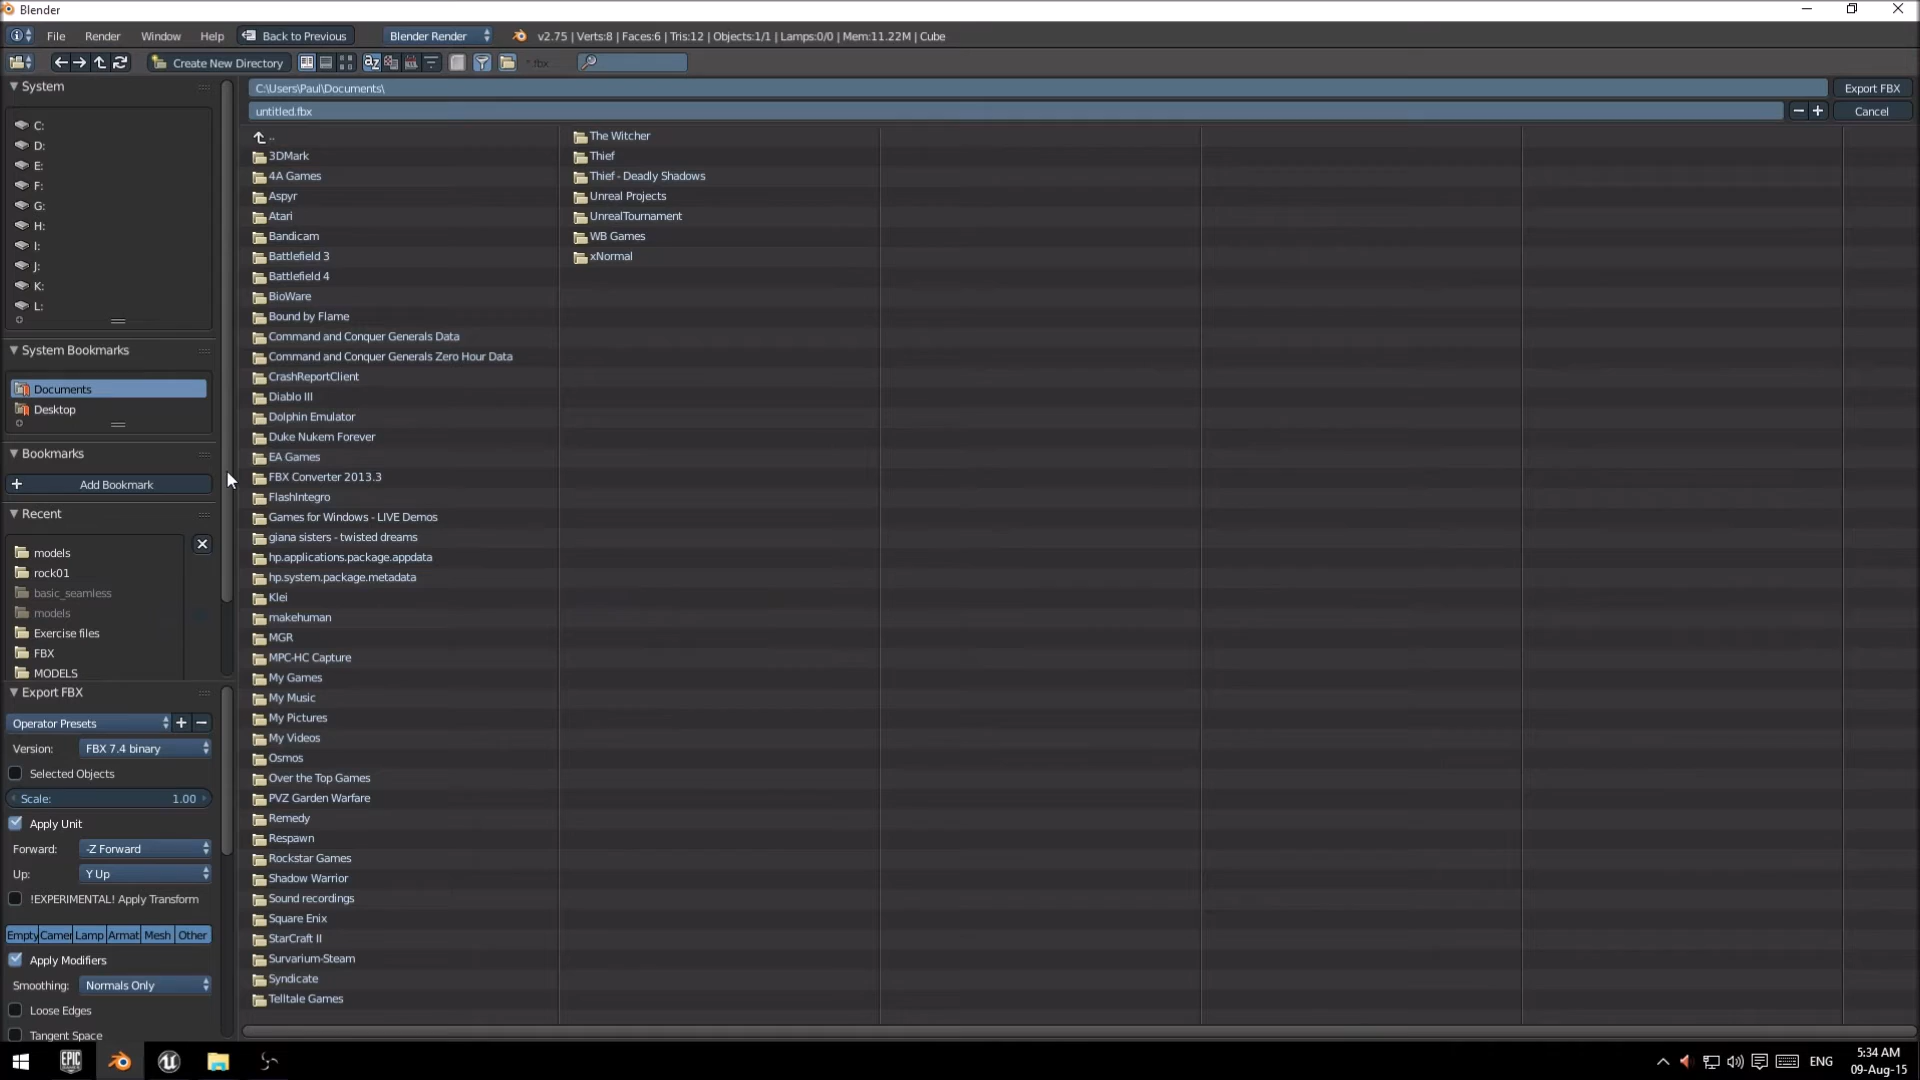 Blender
File Render Window Help Back to Previous Blender Render v2.75 | Verts:8 | Faces:6 | Tris:12 | Objects:1/1 | Lamps:0/0 | Mem:11.22M | Cube
Create New Directory *.fbx
System
C:
D:
E:
F:
G:
H:
I:
J:
K:
L:
System Bookmarks
Documents
Desktop
Bookmarks
Add Bookmark
Recent
models
rock01
basic_seamless
models
Exercise files
FBX
MODELS
Export FBX
Operator Presets
Version: FBX 7.4 binary
Selected Objects
Scale: 1.00
Apply Unit
Forward: -Z Forward
Up: Y Up
!EXPERIMENTAL! Apply Transform
Empty Camer Lamp Armat Mesh Other
Apply Modifiers
Smoothing: Normals Only
Loose Edges
Tangent Space
C:\Users\Paul\Documents\ Export FBX
untitled.fbx Cancel
..
3DMark
4A Games
Aspyr
Atari
Bandicam
Battlefield 3
Battlefield 4
BioWare
Bound by Flame
Command and Conquer Generals Data
Command and Conquer Generals Zero Hour Data
CrashReportClient
Diablo III
Dolphin Emulator
Duke Nukem Forever
EA Games
FBX Converter 2013.3
FlashIntegro
Games for Windows - LIVE Demos
giana sisters - twisted dreams
hp.applications.package.appdata
hp.system.package.metadata
Klei
makehuman
MGR
MPC-HC Capture
My Games
My Music
My Pictures
My Videos
Osmos
Over the Top Games
PVZ Garden Warfare
Remedy
Respawn
Rockstar Games
Shadow Warrior
Sound recordings
Square Enix
StarCraft II
Survarium-Steam
Syndicate
Telltale Games
The Witcher
Thief
Thief - Deadly Shadows
Unreal Projects
UnrealTournament
WB Games
xNormal
EPIC
ENG
5:34 AM
09-Aug-15